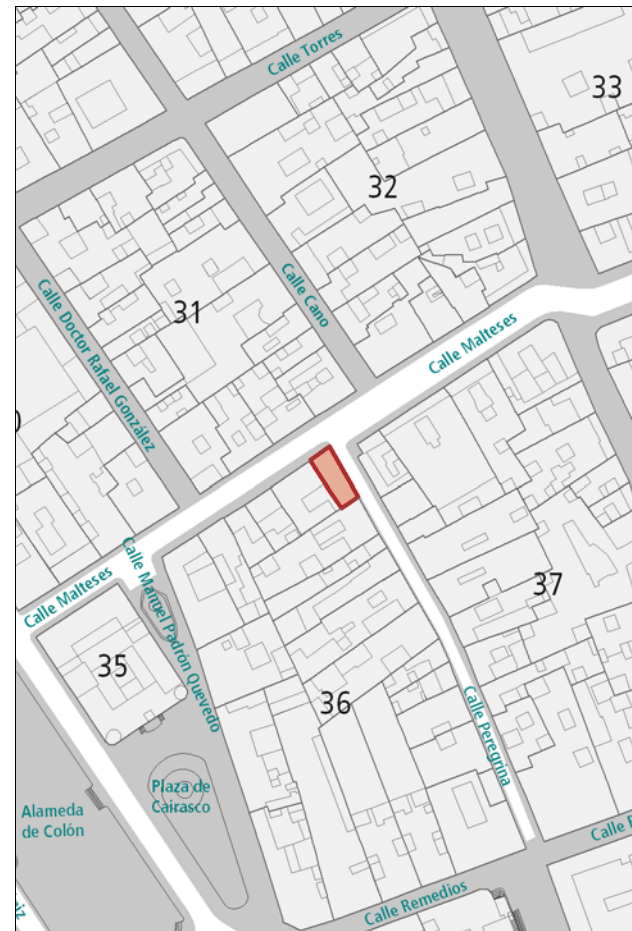 Calle Torres
33
32
Calle Cano
Calle Doctor Rafael González
31
Calle Malteses
37
Calle Malteses
Calle Manuel Padrón Quevedo
35
36
Calle Peregrina
Plaza de
Cairasco
Alameda
de Colón
Calle
Calle Remedios